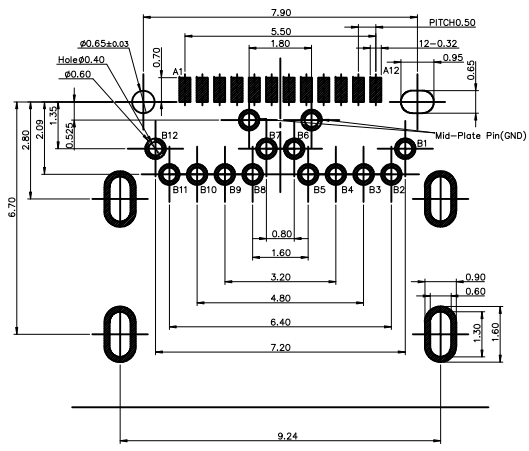 7.90
5.50
PITCH0.50
1.80
12-0.32
Ø0.65±0.03
HoleØ0.40
Ø0.60
0.70
A1
A12
0.95
0.65
Mid-Plate Pin(GND)
2.80
2.09
1.35
0.525
B12
B7
B6
B1
B11
B10
B9
B8
B5
B4
B3
B2
6.70
0.80
1.60
3.20
4.80
6.40
7.20
0.90
0.60
1.30
1.60
9.24